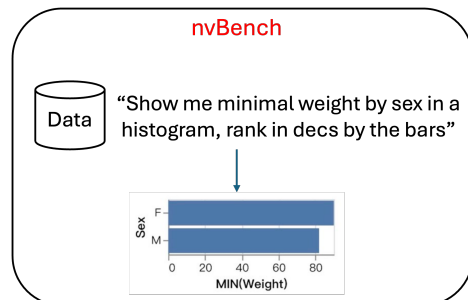 nvBench
Data
“Show me minimal weight by sex in a
histogram, rank in decs by the bars”
Sex
F
M
0 20 40 60 80
MIN(Weight)